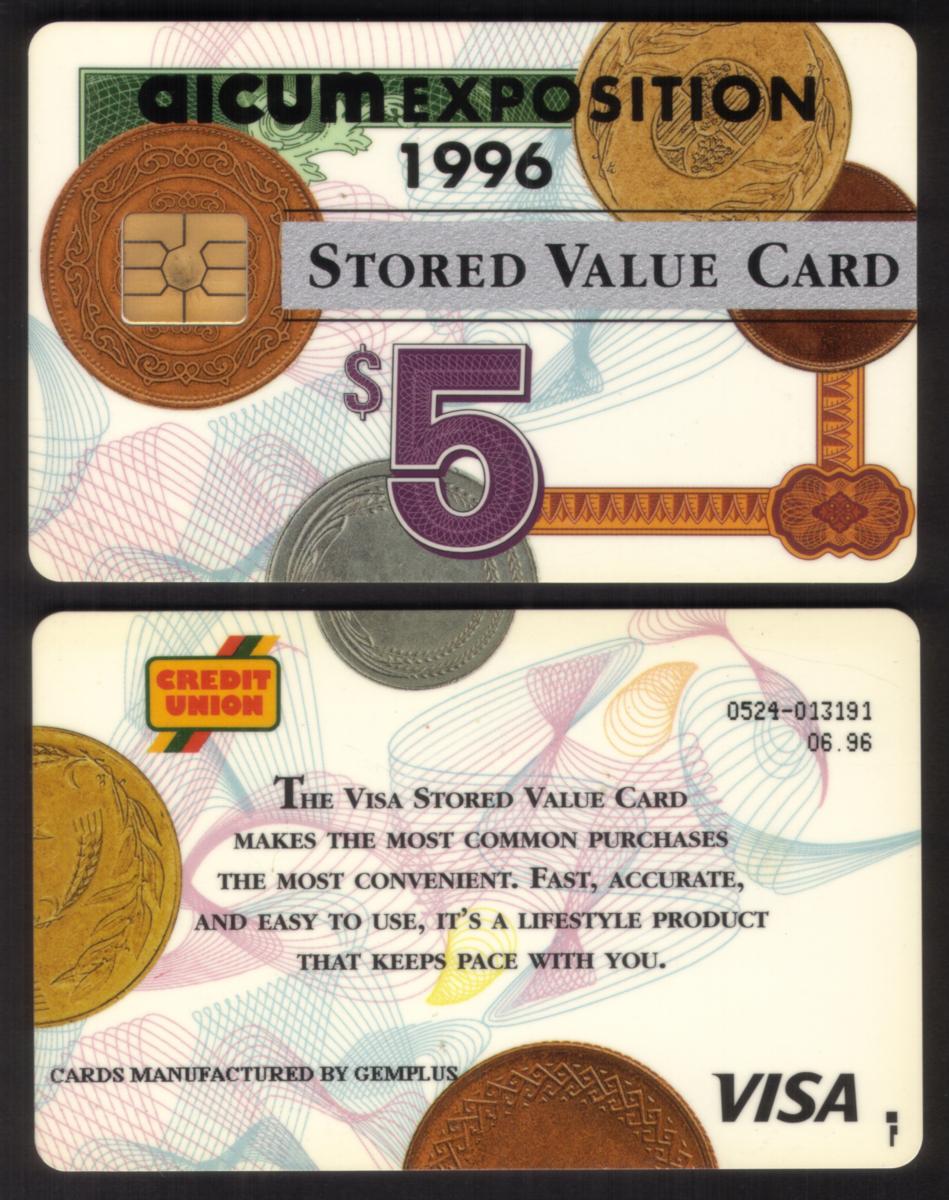 aicum EXPOSITION
1996
STORED VALUE CARD
$5
CREDIT
UNION
0524-013191
06.96
THE VISA STORED VALUE CARD
MAKES THE MOST COMMON PURCHASES
THE MOST CONVENIENT. FAST, ACCURATE,
AND EASY TO USE, IT'S A LIFESTYLE PRODUCT
THAT KEEPS PACE WITH YOU.
CARDS MANUFACTURED BY GEMPLUS
VISA